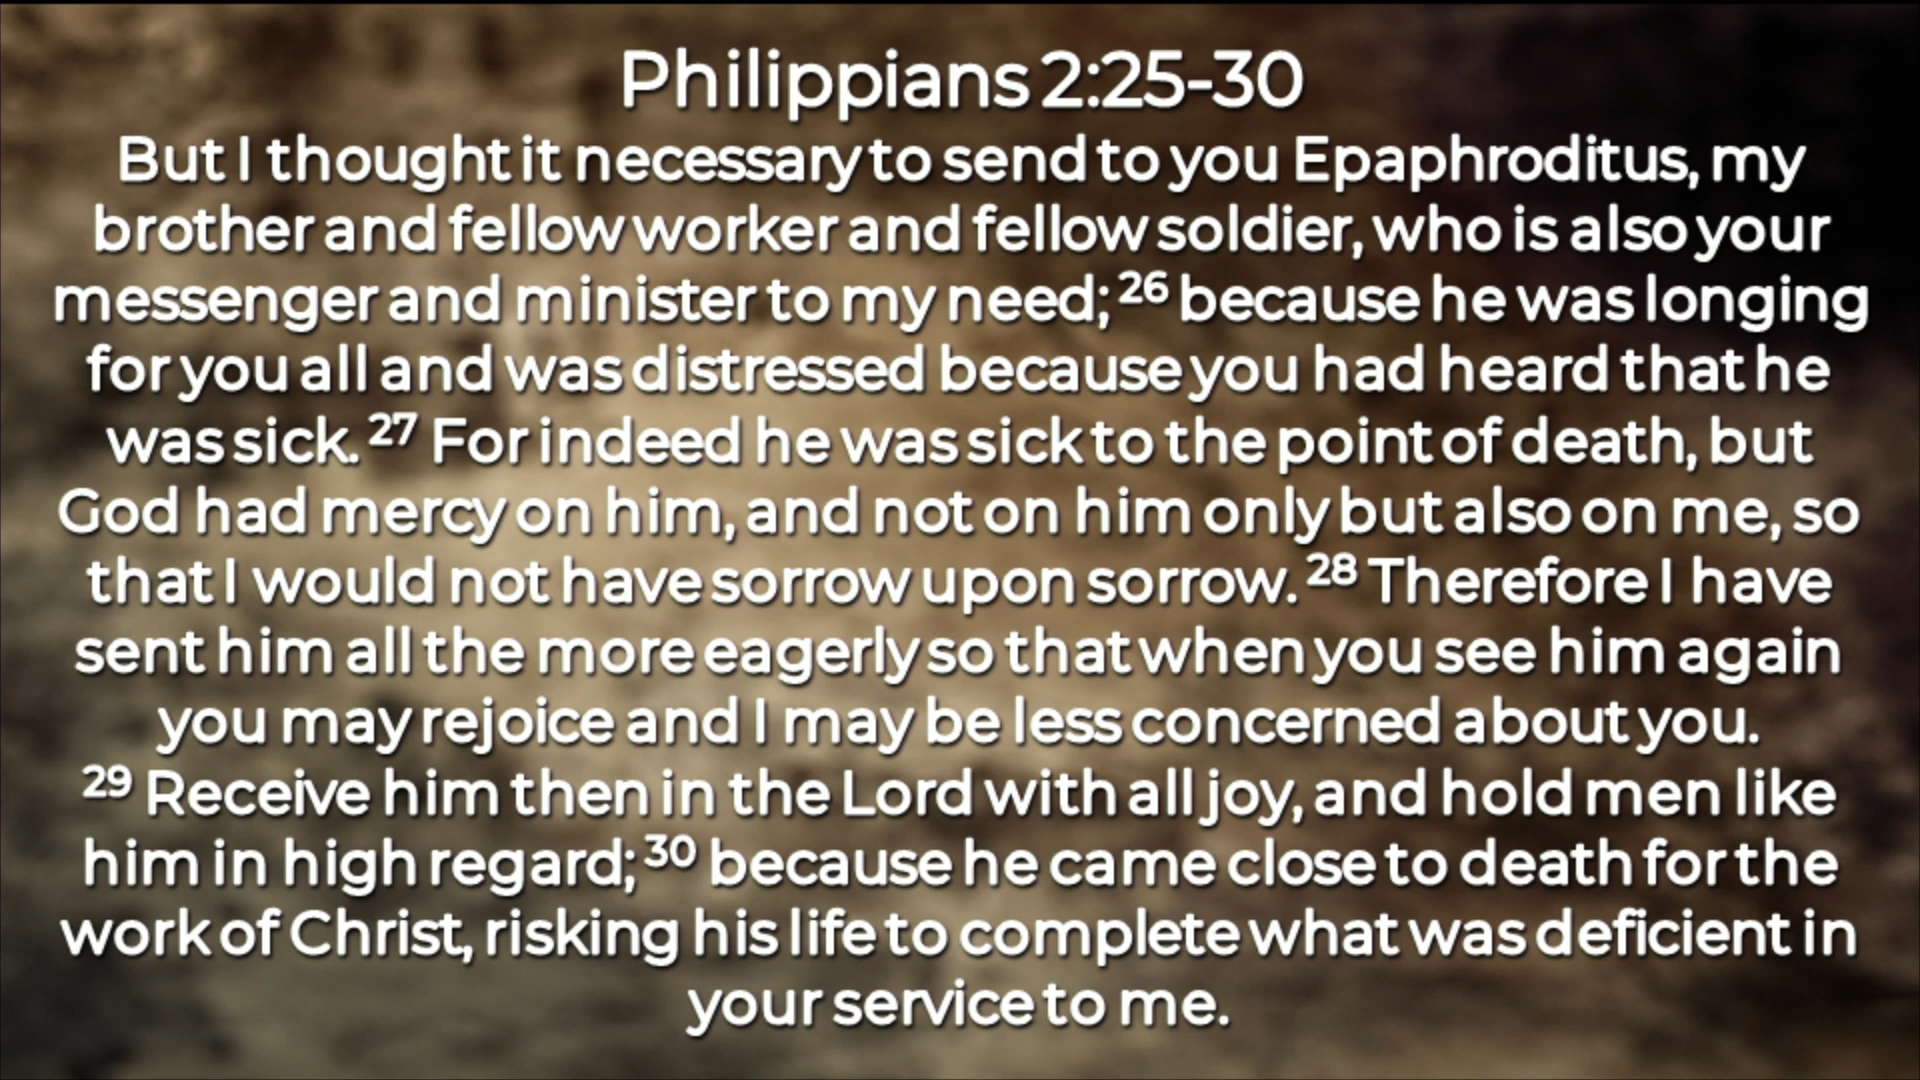 Philippians 2:25-30
But I thought it necessary to send to you Epaphroditus, my
brother and fellow worker and fellow soldier, who is also your
messenger and minister to my need; 26 because he was longing
for you all and was distressed because you had heard that he
was sick. 27 For indeed he was sick to the point of death, but
God had mercy on him, and not on him only but also on me, so
that I would not have sorrow upon sorrow. 28 Therefore I have
sent him all the more eagerly so that when you see him again
you may rejoice and I may be less concerned about you.
29 Receive him then in the Lord with all joy, and hold men like
him in high regard; 30 because he came close to death for the
work of Christ, risking his life to complete what was deficient in
your service to me.